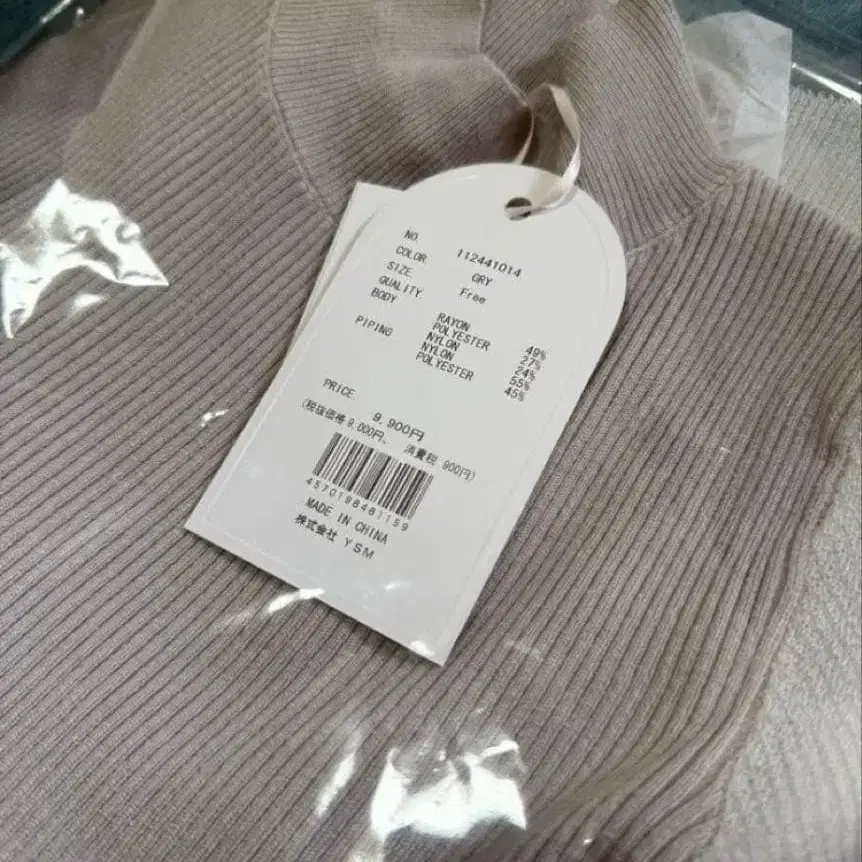 NO. 112441014
COLOR GRY
SIZE. Free
QUALITY.
BODY RAYON 49%
POLYESTER 27%
NYLON 24%
PIPING NYLON 55%
POLYESTER 45%
PRICE. 9,900円
(税抜価格9,000円、 消費税 900円)
4570198481159
MADE IN CHINA
株式会社 YSM